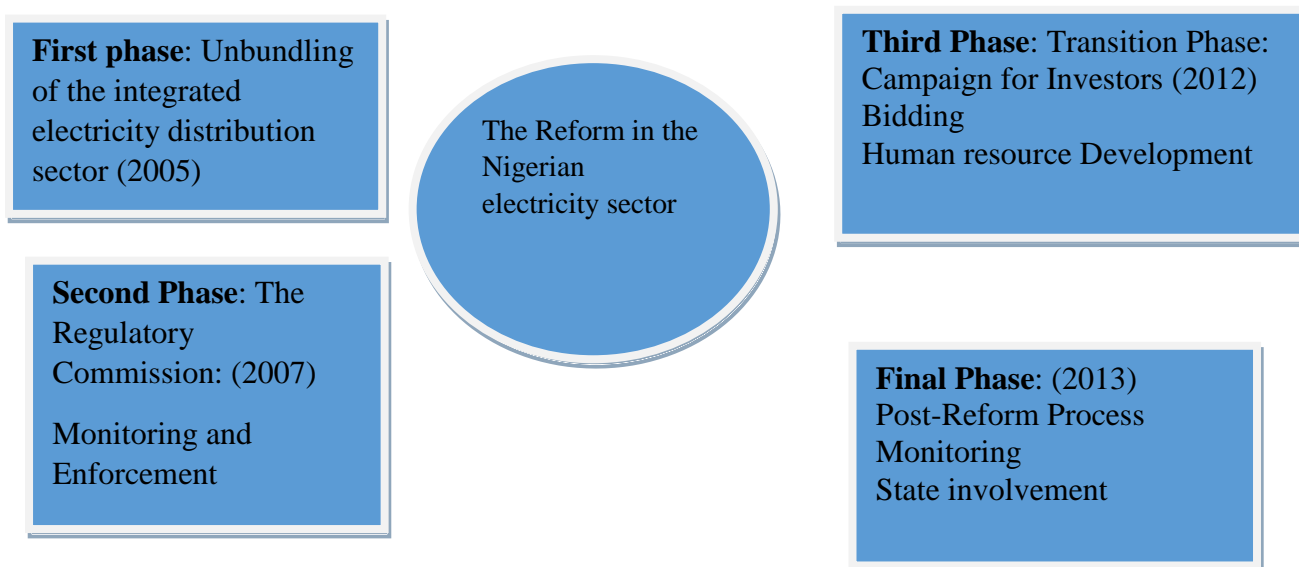 First phase: Unbundling
of the integrated
electricity distribution
sector (2005)
Second Phase: The
Regulatory
Commission: (2007)
Monitoring and
Enforcement
The Reform in the
Nigerian
electricity sector
Third Phase: Transition Phase:
Campaign for Investors (2012)
Bidding
Human resource Development
Final Phase: (2013)
Post-Reform Process
Monitoring
State involvement